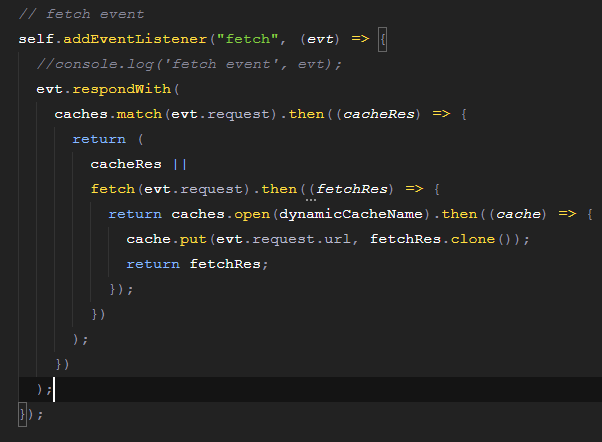 // fetch event
self.addEventListener("fetch", (evt) => {
  //console.log('fetch event', evt);
  evt.respondWith(
    caches.match(evt.request).then((cacheRes) => {
      return (
        cacheRes ||
        fetch(evt.request).then((fetchRes) => {
          return caches.open(dynamicCacheName).then((cache) => {
            cache.put(evt.request.url, fetchRes.clone());
            return fetchRes;
          });
        })
      );
    })
  );
});